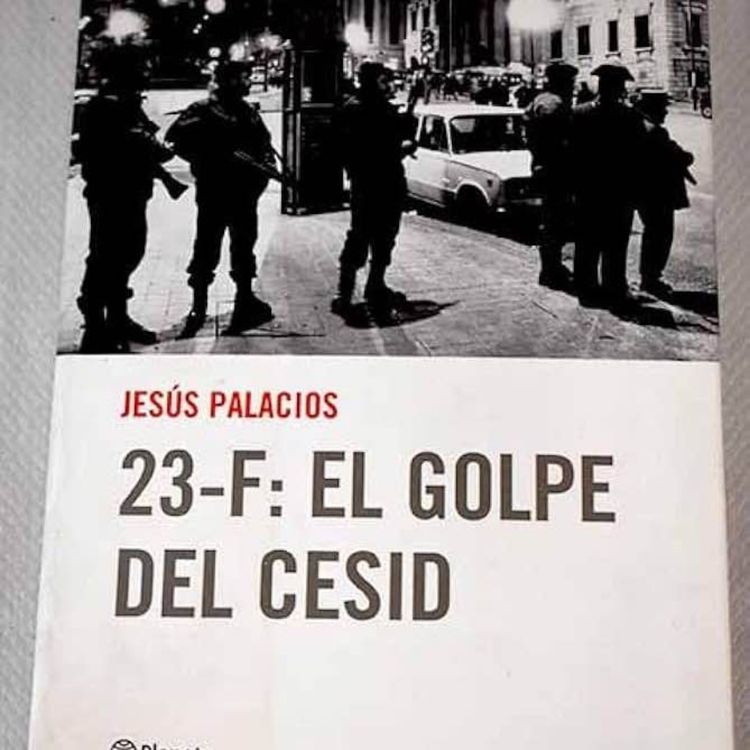 JESÚS PALACIOS
23-F: EL GOLPE
DEL CESID